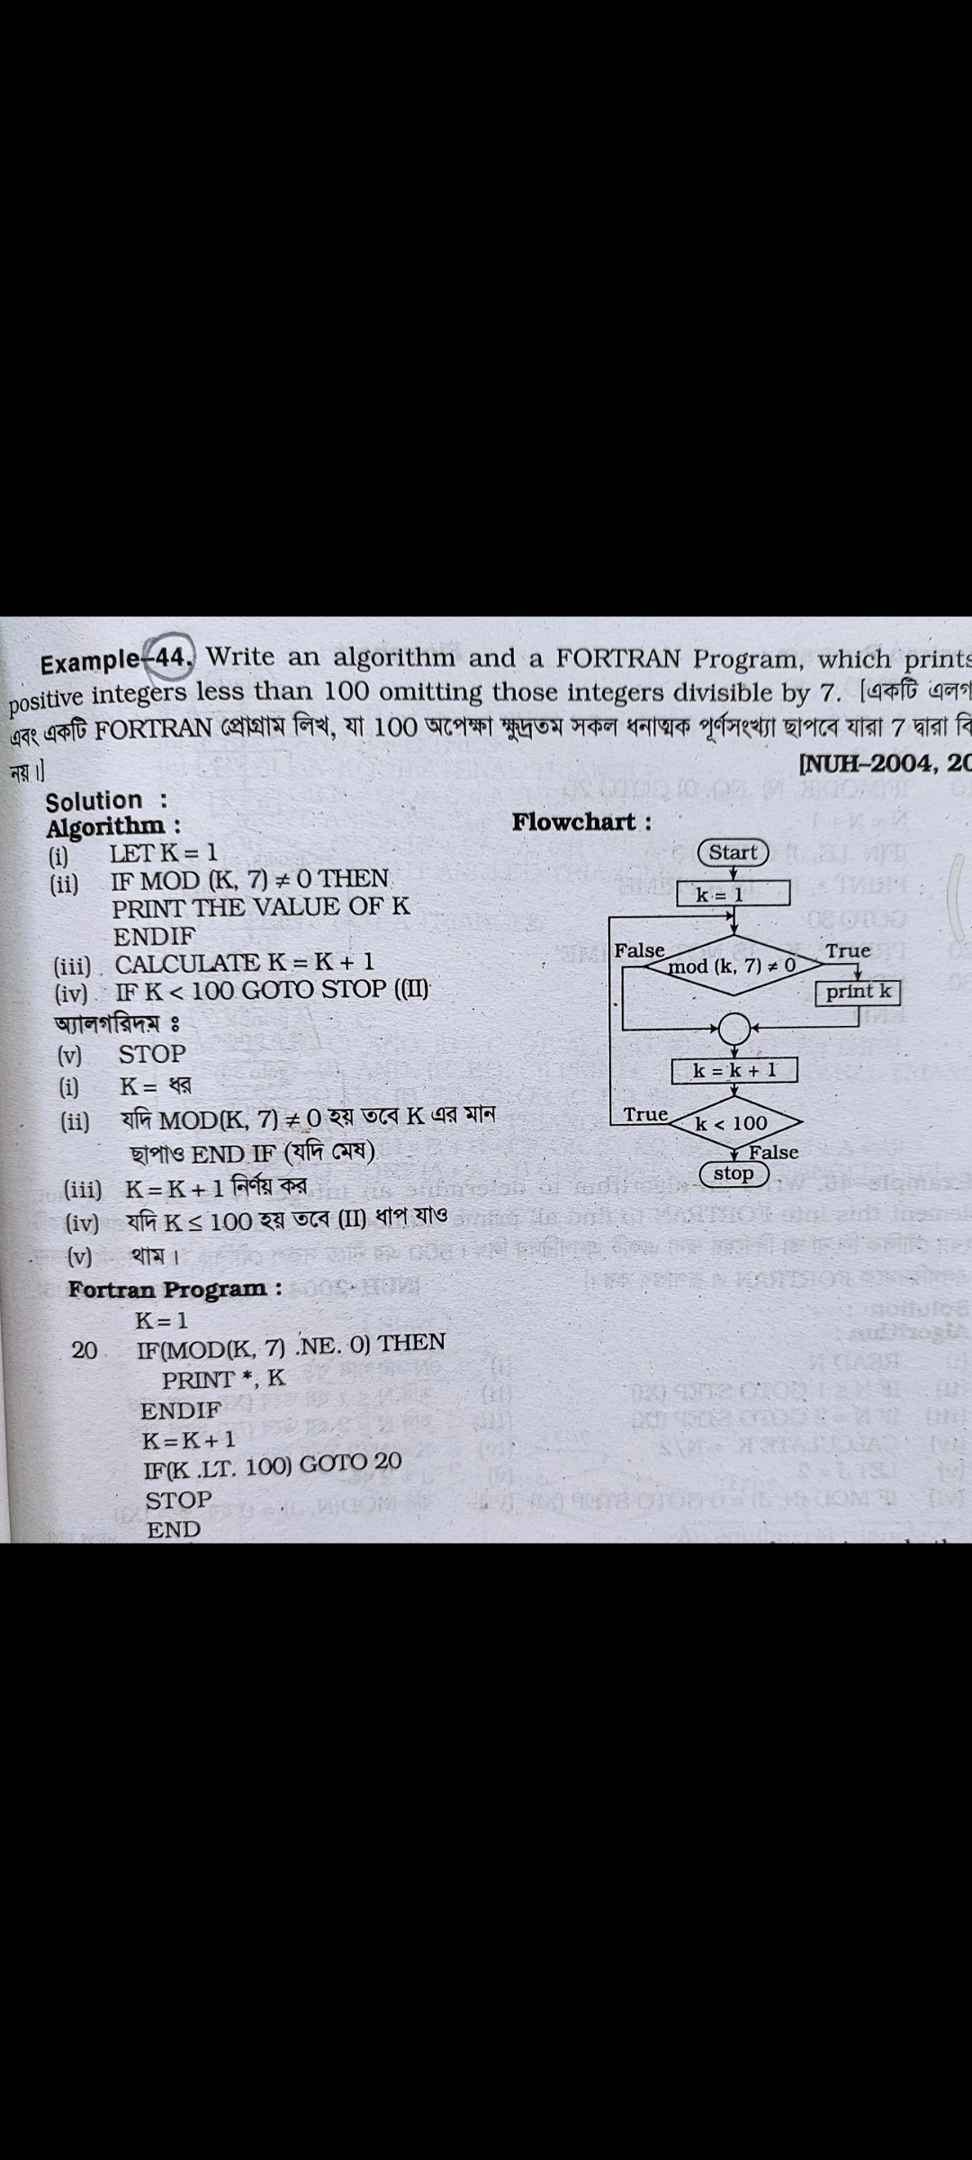 Example-44. Write an algorithm and a FORTRAN Program, which prints
positive integers less than 100 omitting those integers divisible by 7. [একটি এলগ
এবং একটি FORTRAN প্রোগ্রাম লিখ, যা 100 অপেক্ষা ক্ষুদ্রতম সকল ধনাত্মক পূর্ণসংখ্যা ছাপবে যারা 7 দ্বারা বি
নয়।]
[NUH–2004, 20
Solution :
Algorithm :
(i) LET K = 1
(ii) IF MOD (K, 7) ≠ 0 THEN
PRINT THE VALUE OF K
ENDIF
(iii) CALCULATE K = K + 1
(iv) IF K < 100 GOTO STOP ((II)
অ্যালগরিদম ঃ
(v) STOP
(i) K = ধর
(ii) যদি MOD(K, 7) ≠ 0 হয় তবে K এর মান
ছাপাও END IF (যদি মেষ)
(iii) K = K + 1 নির্ণয় কর
(iv) যদি K ≤ 100 হয় তবে (II) ধাপ যাও
(v) থাম।
Flowchart :
Start
k = 1
False
mod (k, 7) ≠ 0
True
print k
k = k + 1
True
k < 100
False
stop
Fortran Program :
K = 1
20 IF(MOD(K, 7) .NE. 0) THEN
PRINT *, K
ENDIF
K = K + 1
IF(K .LT. 100) GOTO 20
STOP
END